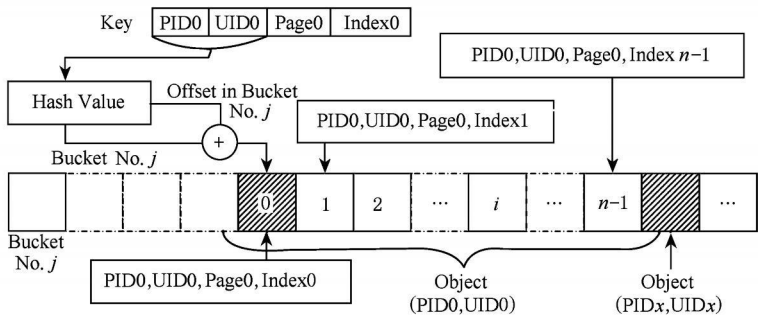 Key PID0 UID0 Page0 Index0
PID0,UID0,Page0,Index n−1
Hash Value
Offset in Bucket
No. j
+
PID0,UID0,Page0,Index1
Bucket No. j
0 1 2 … i … n−1 …
Bucket
No. j
PID0,UID0,Page0,Index0
Object
(PID0,UID0)
Object
(PIDx,UIDx)